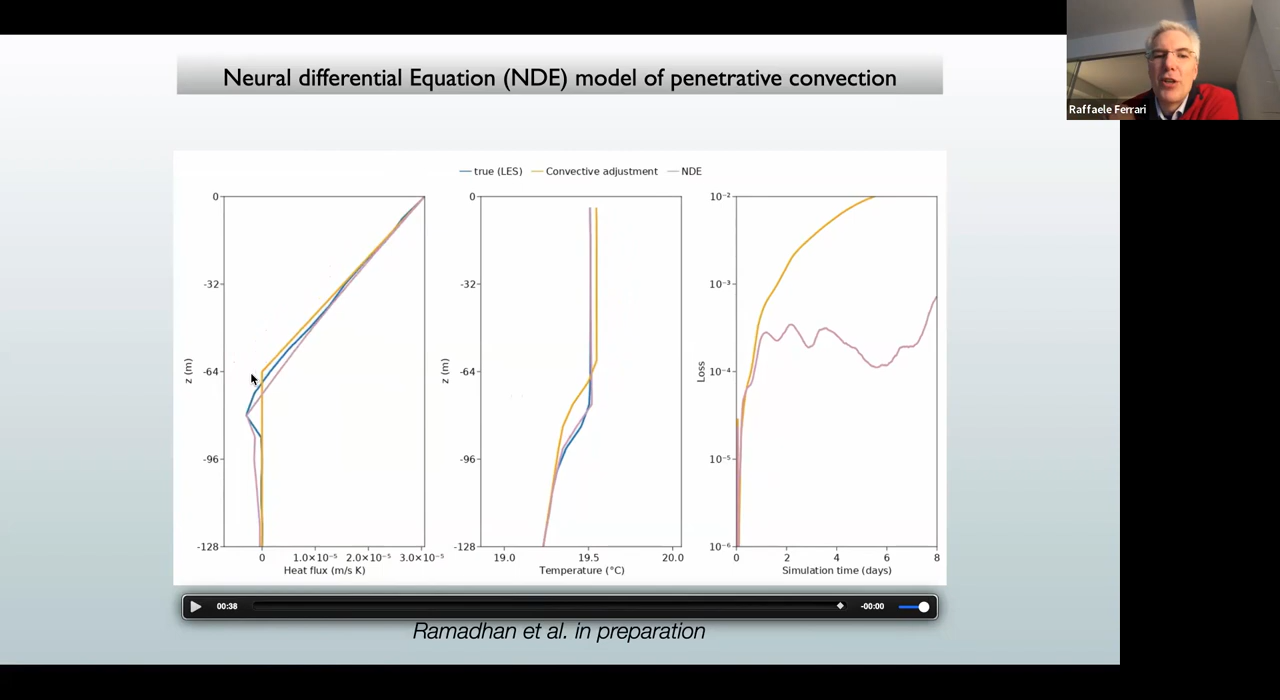 Neural differential Equation (NDE) model of penetrative convection
Raffaele Ferrari
true (LES) Convective adjustment NDE
0
-32
-64
-96
-128
z (m)
0 1.0×10⁻⁵ 2.0×10⁻⁵ 3.0×10⁻⁵
Heat flux (m/s K)
0
-32
-64
-96
-128
z (m)
19.0 19.5 20.0
Temperature (°C)
10⁻²
10⁻³
10⁻⁴
10⁻⁵
10⁻⁶
Loss
0 2 4 6 8
Simulation time (days)
00:38 -00:00
Ramadhan et al. in preparation